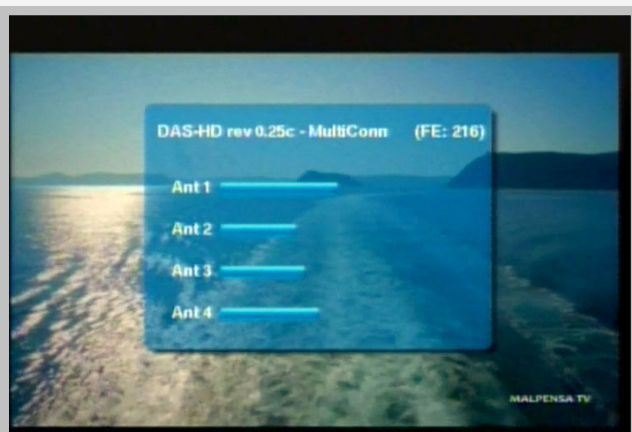 DAS-HD rev 0.25c - MultiConn (FE: 216)
Ant 1
Ant 2
Ant 3
Ant 4
MALPENSA TV